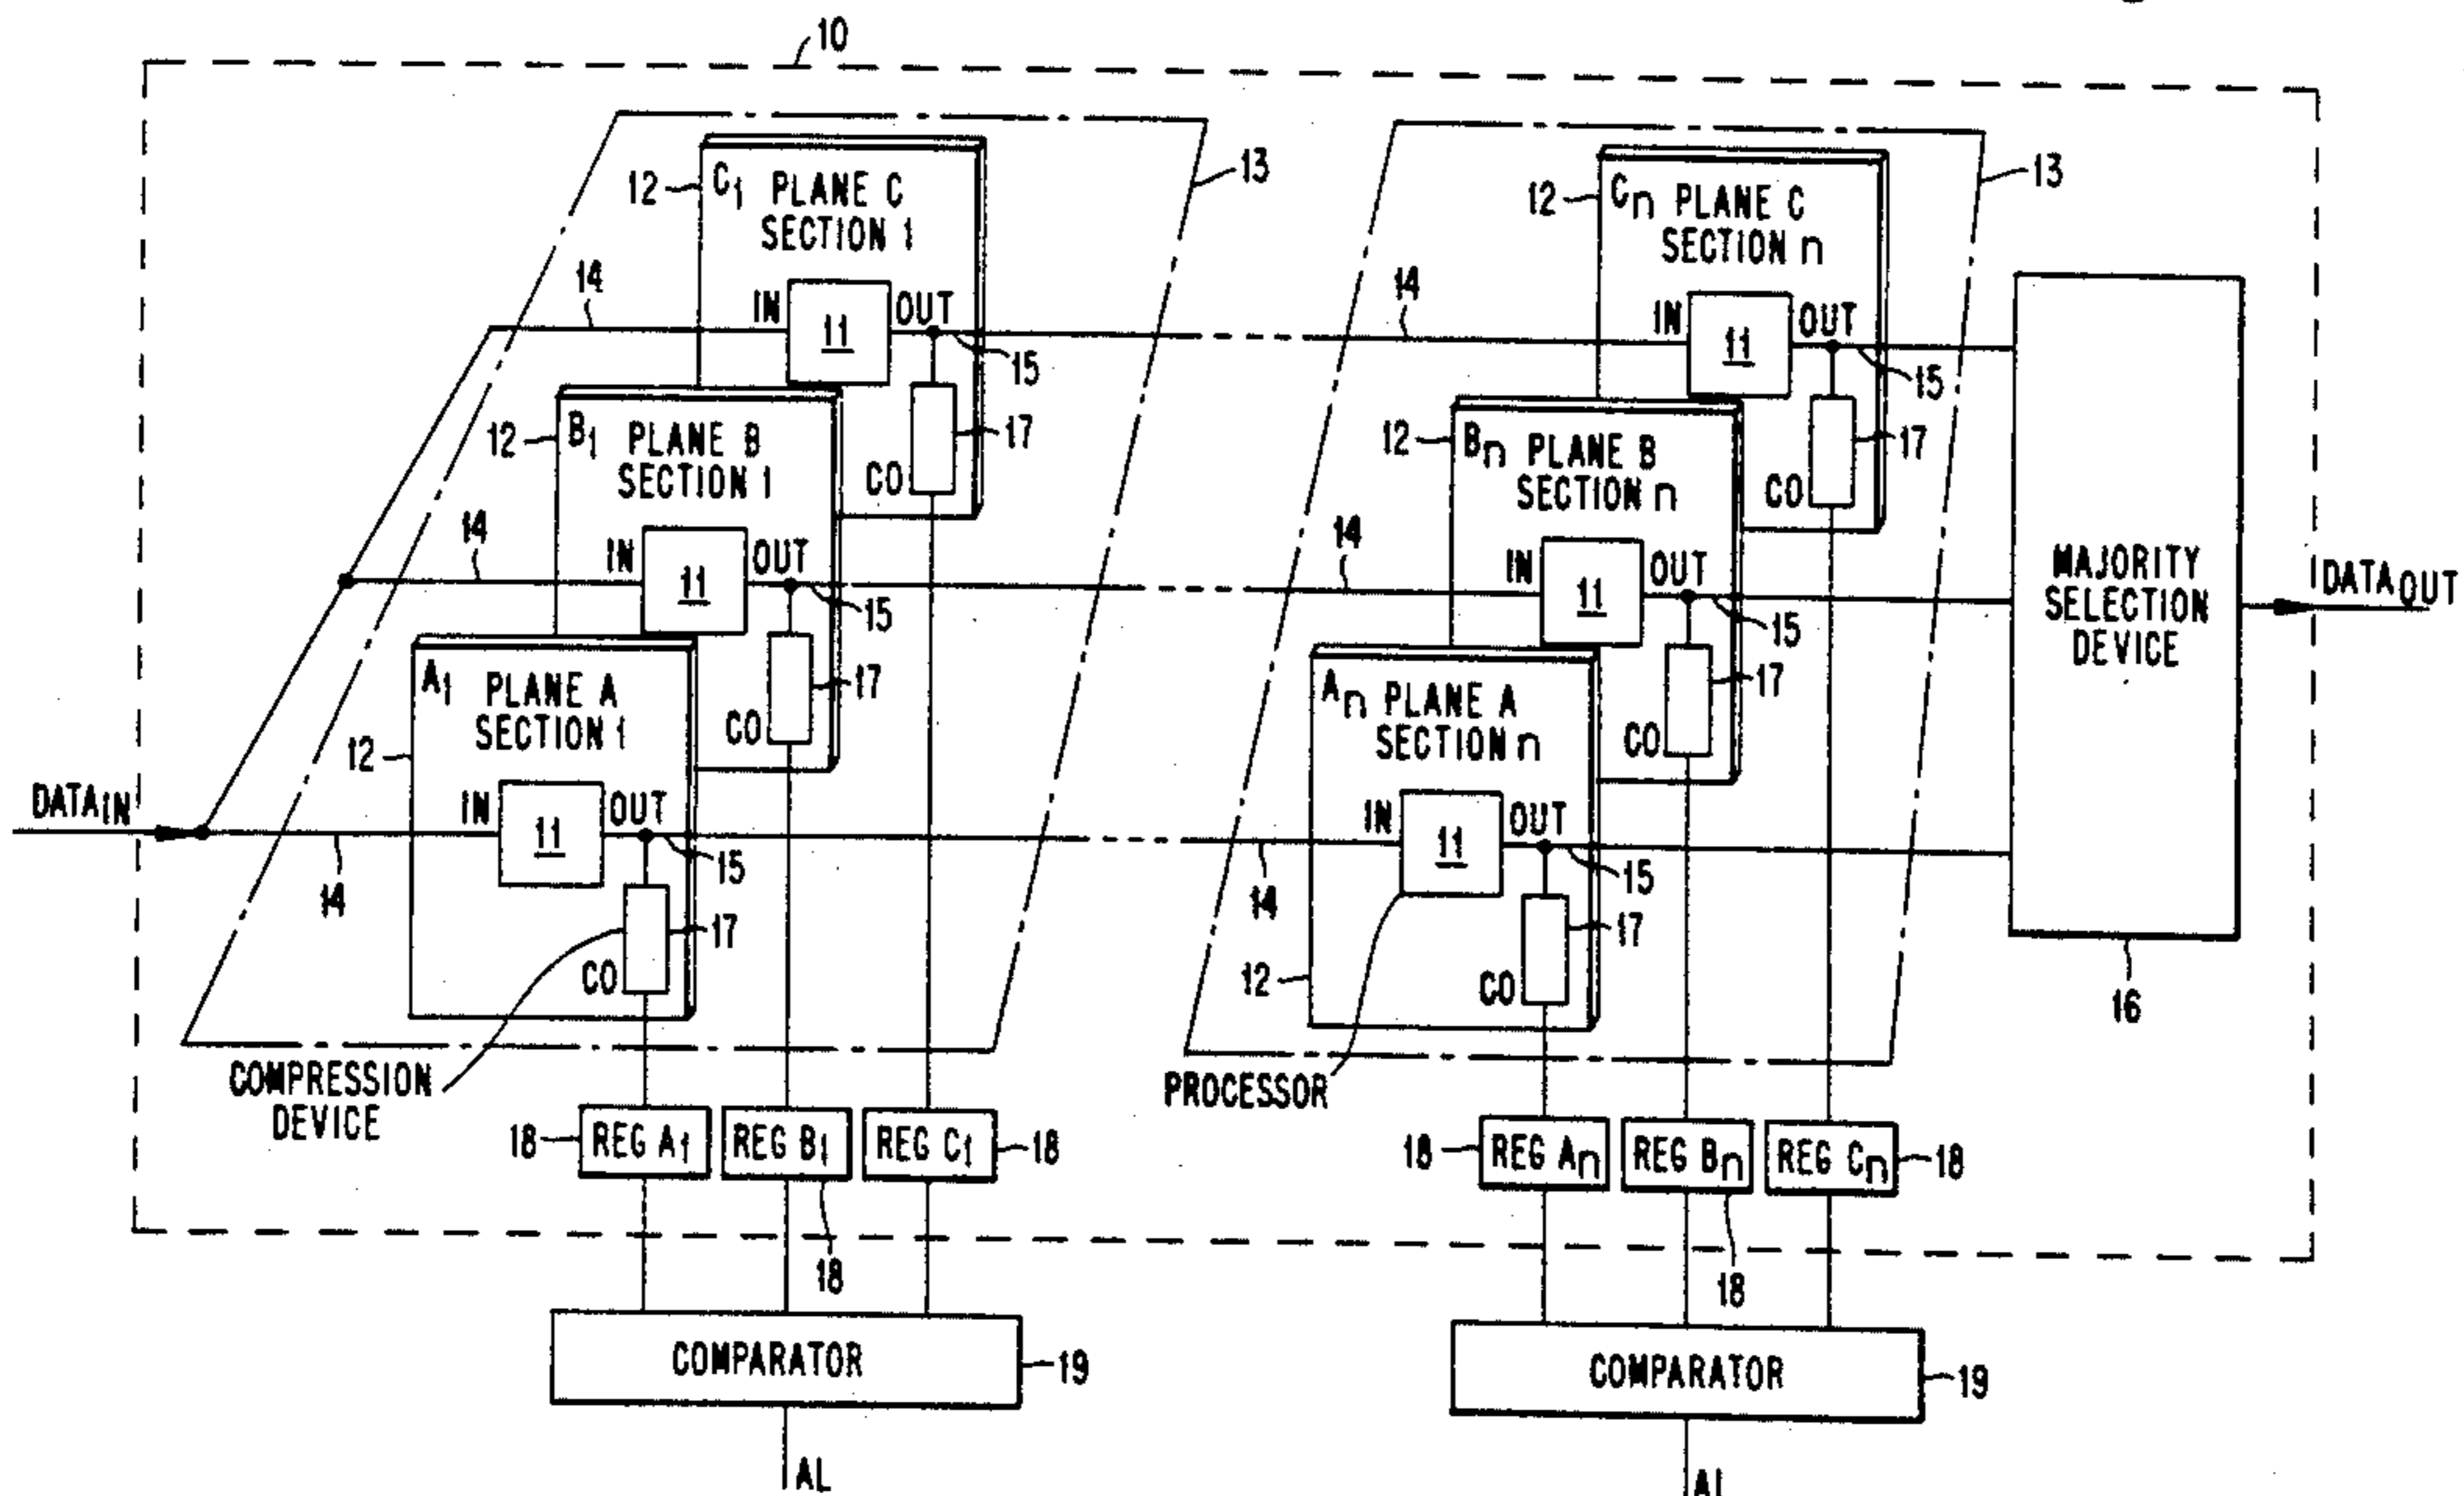 10
13
13
12
C1 PLANE C
SECTION 1
12
Cn PLANE C
SECTION n
14
IN
11
OUT
15
14
IN
11
OUT
15
17
CO
17
CO
12
B1 PLANE B
SECTION 1
12
Bn PLANE B
SECTION n
14
IN
11
OUT
15
14
IN
11
OUT
15
17
CO
17
CO
MAJORITY
SELECTION
DEVICE
DATAOUT
12
A1 PLANE A
SECTION 1
An PLANE A
SECTION n
DATAIN
14
IN
11
OUT
15
14
IN
11
OUT
15
17
CO
12
17
CO
16
COMPRESSION
DEVICE
PROCESSOR
18
REG A1
REG B1
REG C1
18
18
18
REG An
REG Bn
REG Cn
18
18
COMPARATOR
19
COMPARATOR
19
AL
AL